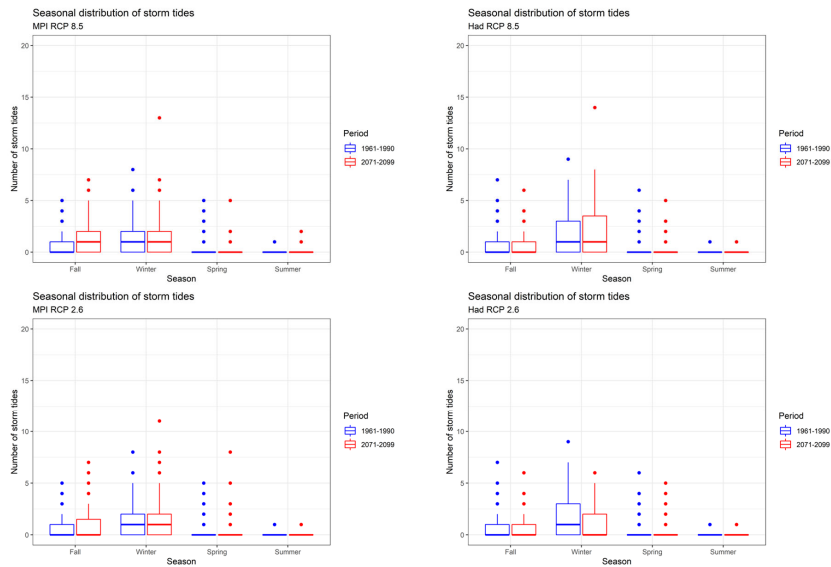 Seasonal distribution of storm tides
MPI RCP 8.5
20
15
10
5
0
Number of storm tides
Fall Winter Spring Summer
Season
Period
1961-1990
2071-2099
Seasonal distribution of storm tides
Had RCP 8.5
20
15
10
5
0
Number of storm tides
Fall Winter Spring Summer
Season
Period
1961-1990
2071-2099
Seasonal distribution of storm tides
MPI RCP 2.6
20
15
10
5
0
Number of storm tides
Fall Winter Spring Summer
Season
Period
1961-1990
2071-2099
Seasonal distribution of storm tides
Had RCP 2.6
20
15
10
5
0
Number of storm tides
Fall Winter Spring Summer
Season
Period
1961-1990
2071-2099